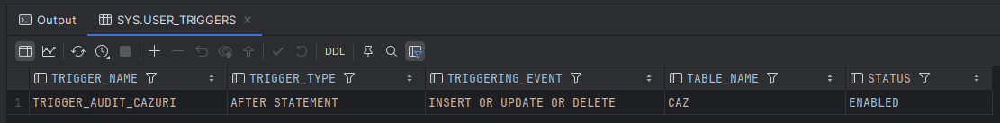 Output SYS.USER_TRIGGERS
DDL
TRIGGER_NAME TRIGGER_TYPE TRIGGERING_EVENT TABLE_NAME STATUS
1 TRIGGER_AUDIT_CAZURI AFTER STATEMENT INSERT OR UPDATE OR DELETE CAZ ENABLED